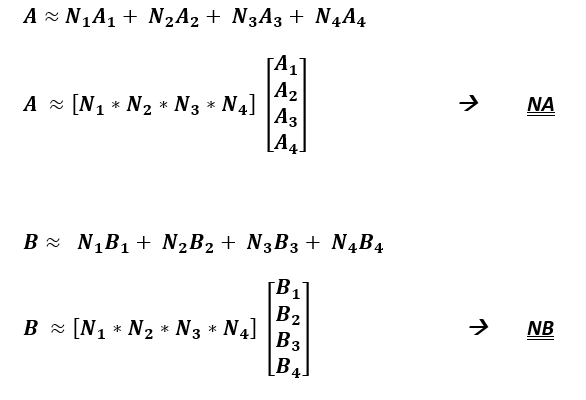 A ≈ N₁A₁ + N₂A₂ + N₃A₃ + N₄A₄
A ≈ [N₁ * N₂ * N₃ * N₄] [A₁ A₂ A₃ A₄] → NA
B ≈ N₁B₁ + N₂B₂ + N₃B₃ + N₄B₄
B ≈ [N₁ * N₂ * N₃ * N₄] [B₁ B₂ B₃ B₄] → NB